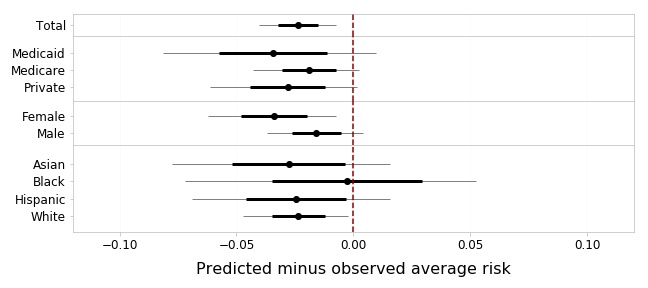 Total
Medicaid
Medicare
Private
Female
Male
Asian
Black
Hispanic
White
−0.10 −0.05 0.00 0.05 0.10
Predicted minus observed average risk